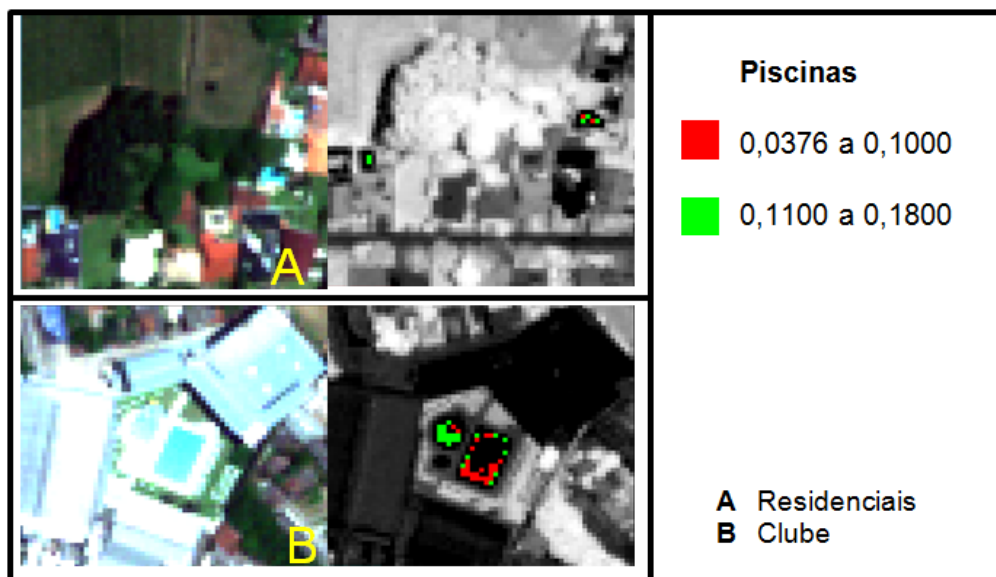 A
B
Piscinas
0,0376 a 0,1000
0,1100 a 0,1800
A Residenciais
B Clube